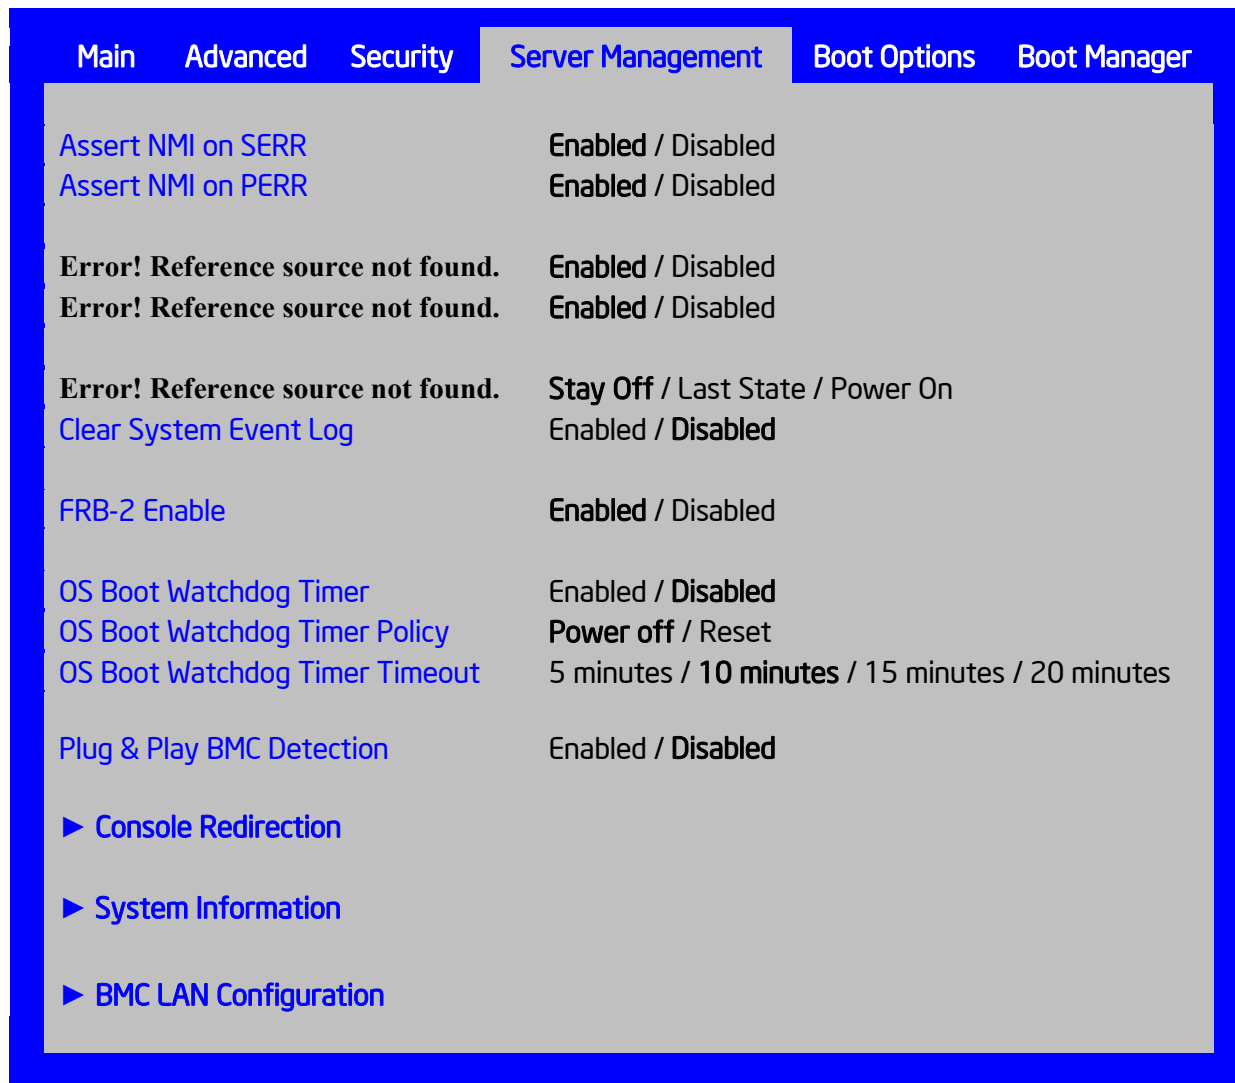 Main Advanced Security Server Management Boot Options Boot Manager
Assert NMI on SERR Enabled / Disabled
Assert NMI on PERR Enabled / Disabled
Error! Reference source not found. Enabled / Disabled
Error! Reference source not found. Enabled / Disabled
Error! Reference source not found. Stay Off / Last State / Power On
Clear System Event Log Enabled / Disabled
FRB-2 Enable Enabled / Disabled
OS Boot Watchdog Timer Enabled / Disabled
OS Boot Watchdog Timer Policy Power off / Reset
OS Boot Watchdog Timer Timeout 5 minutes / 10 minutes / 15 minutes / 20 minutes
Plug & Play BMC Detection Enabled / Disabled
► Console Redirection
► System Information
► BMC LAN Configuration